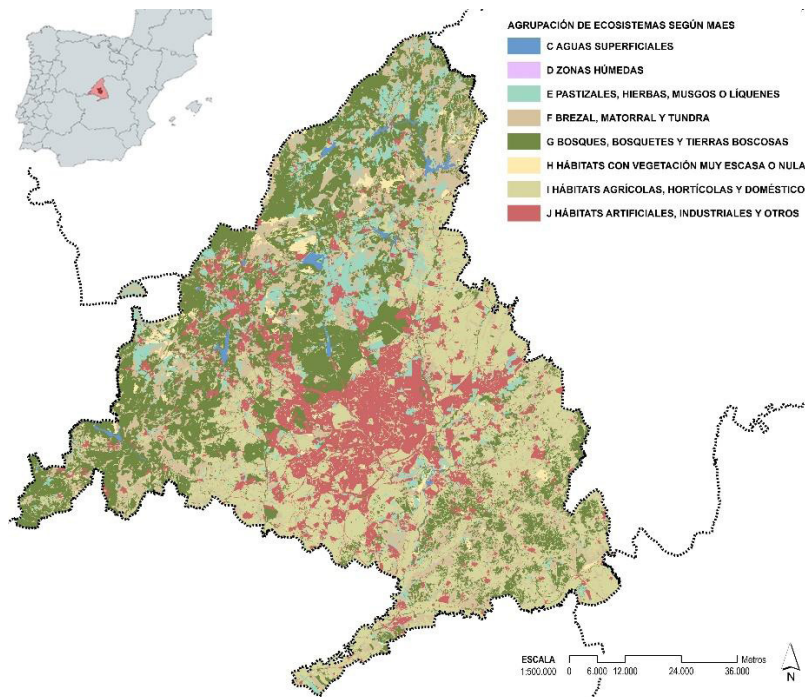 AGRUPACIÓN DE ECOSISTEMAS SEGÚN MAES
C AGUAS SUPERFICIALES
D ZONAS HÚMEDAS
E PASTIZALES, HIERBAS, MUSGOS O LÍQUENES
F BREZAL, MATORRAL Y TUNDRA
G BOSQUES, BOSQUETES Y TIERRAS BOSCOSAS
H HÁBITATS CON VEGETACIÓN MUY ESCASA O NULA
I HÁBITATS AGRÍCOLAS, HORTÍCOLAS Y DOMÉSTICO
J HÁBITATS ARTIFICIALES, INDUSTRIALES Y OTROS
ESCALA
1:500.000
Metros
0 6.000 12.000 24.000 36.000
N